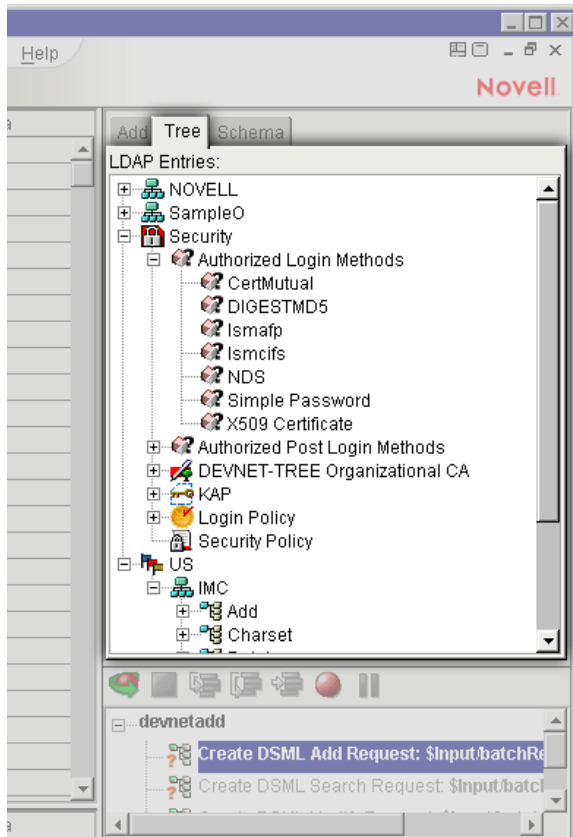 Help
Novell
a
Add Tree Schema
LDAP Entries:
NOVELL
SampleO
Security
Authorized Login Methods
CertMutual
DIGESTMD5
lsmafp
lsmcifs
NDS
Simple Password
X509 Certificate
Authorized Post Login Methods
DEVNET-TREE Organizational CA
KAP
Login Policy
Security Policy
US
IMC
Add
Charset
devnetadd
Create DSML Add Request: $Input/batchRe
Create DSML Search Request: $Input/batcl
a